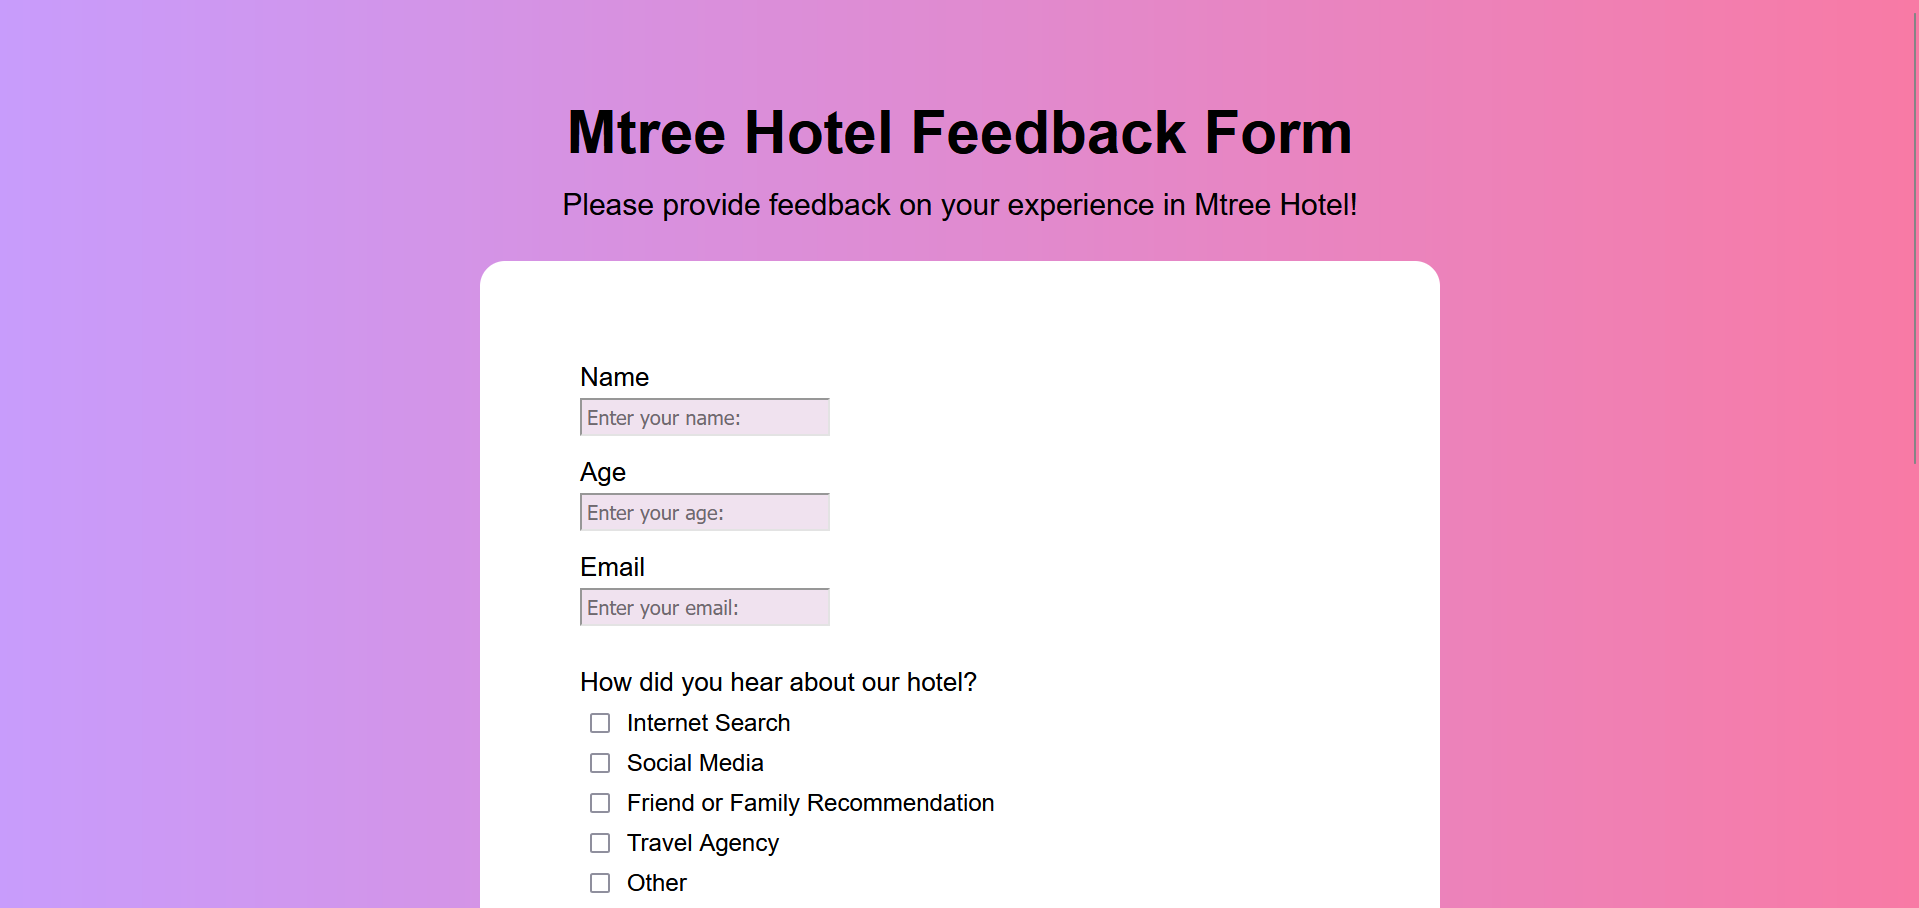 Mtree Hotel Feedback Form
Please provide feedback on your experience in Mtree Hotel!
Name
Enter your name:
Age
Enter your age:
Email
Enter your email:
How did you hear about our hotel?
Internet Search
Social Media
Friend or Family Recommendation
Travel Agency
Other